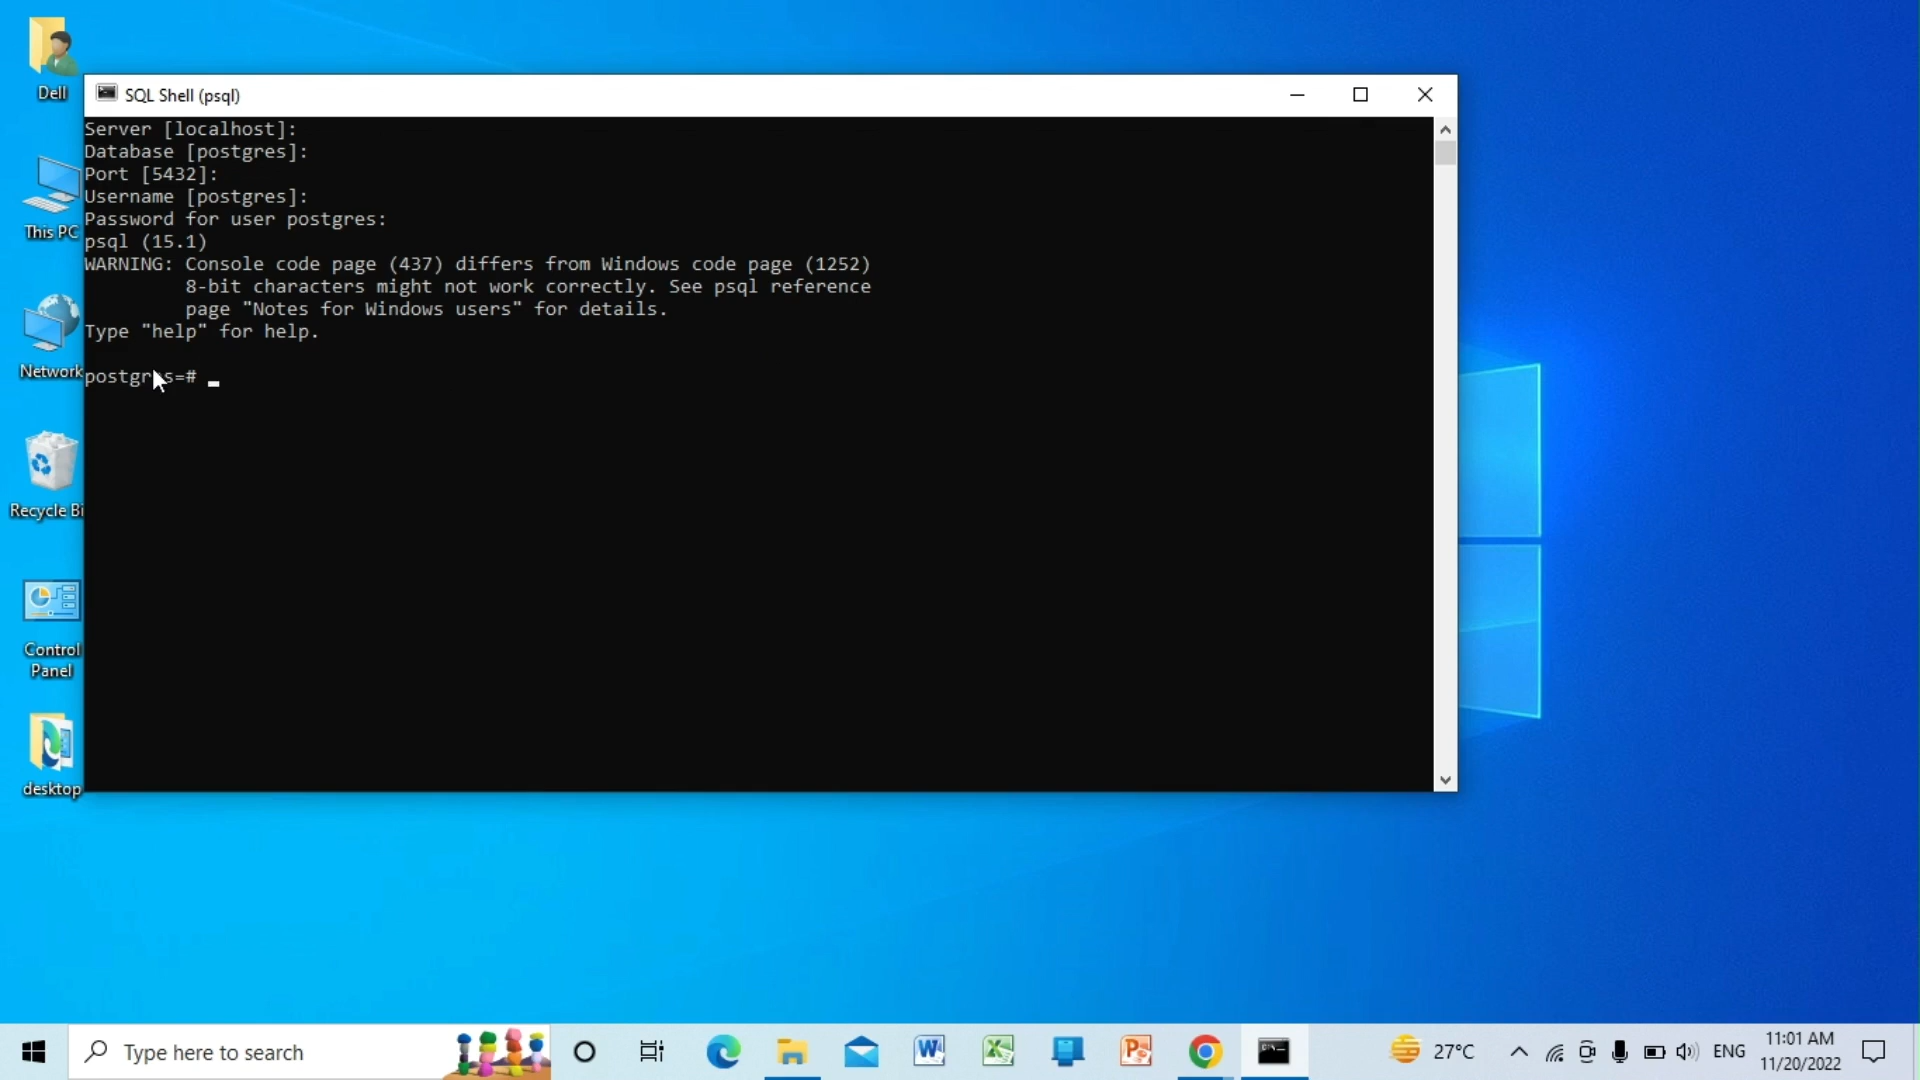 Dell
This PC
Network
Recycle Bi
Control
Panel
desktop
SQL Shell (psql)
Server [localhost]:
Database [postgres]:
Port [5432]:
Username [postgres]:
Password for user postgres:
psql (15.1)
WARNING: Console code page (437) differs from Windows code page (1252)
8-bit characters might not work correctly. See psql reference
page "Notes for Windows users" for details.
Type "help" for help.
postgres=#
Type here to search
27°C
ENG
11:01 AM
11/20/2022